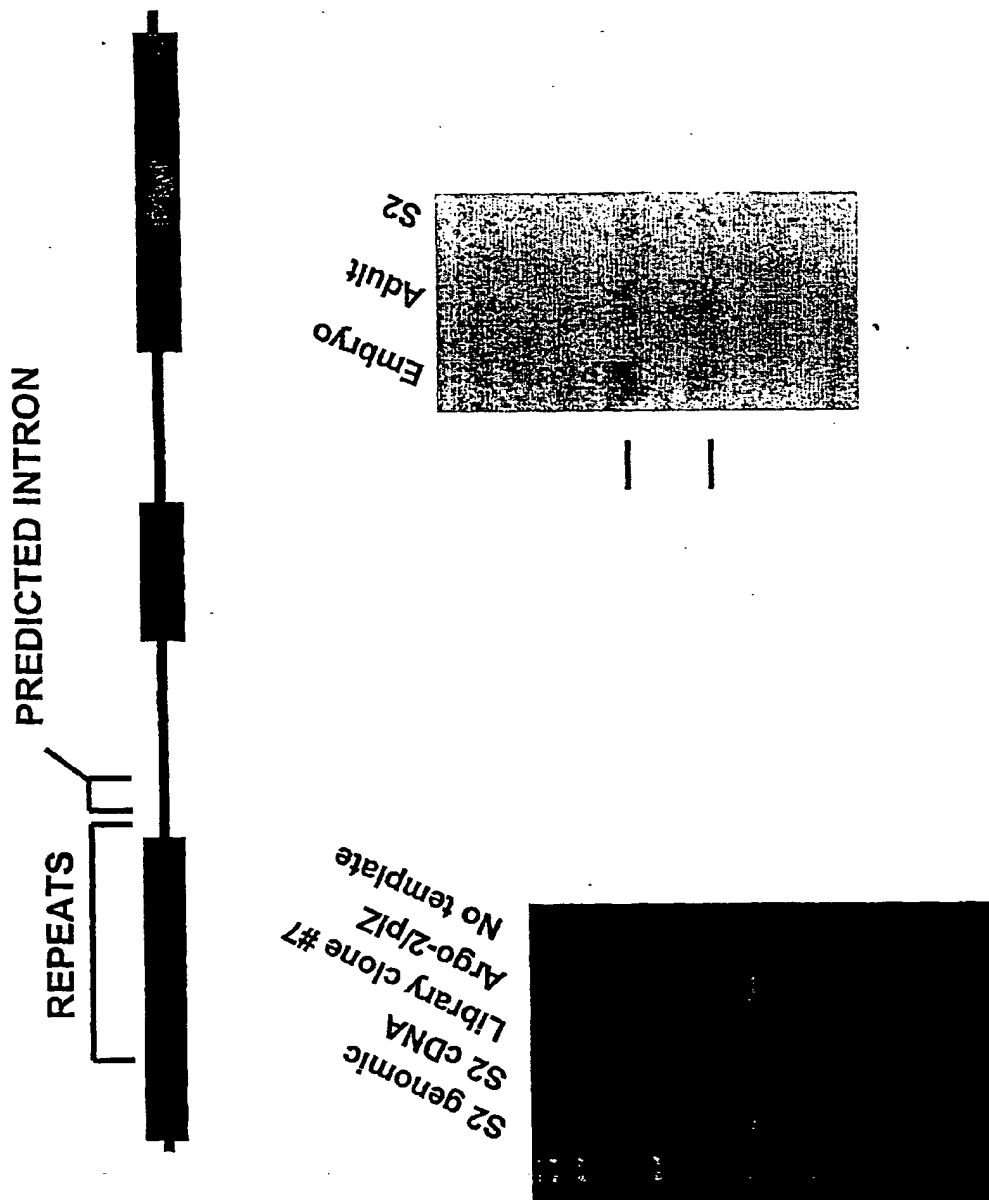 REPEATS
PREDICTED INTRON
S2 genomic
S2 cDNA
Library clone #7
Argo-2/pIZ
No template
Embryo
Adult
S2